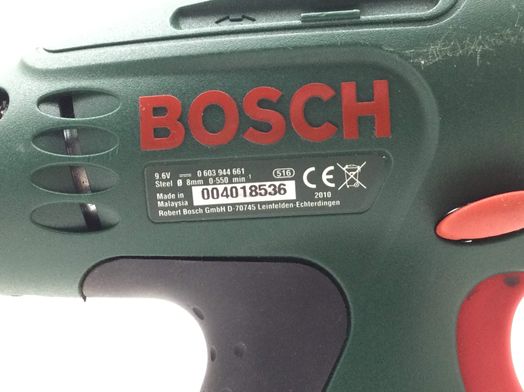 BOSCH
9.6V ⎓ 0 603 944 661 516
Steel Ø 8mm 0-550 min⁻¹
Made in Malaysia 004018536 2010
Robert Bosch GmbH D-70745 Leinfelden-Echterdingen
CE